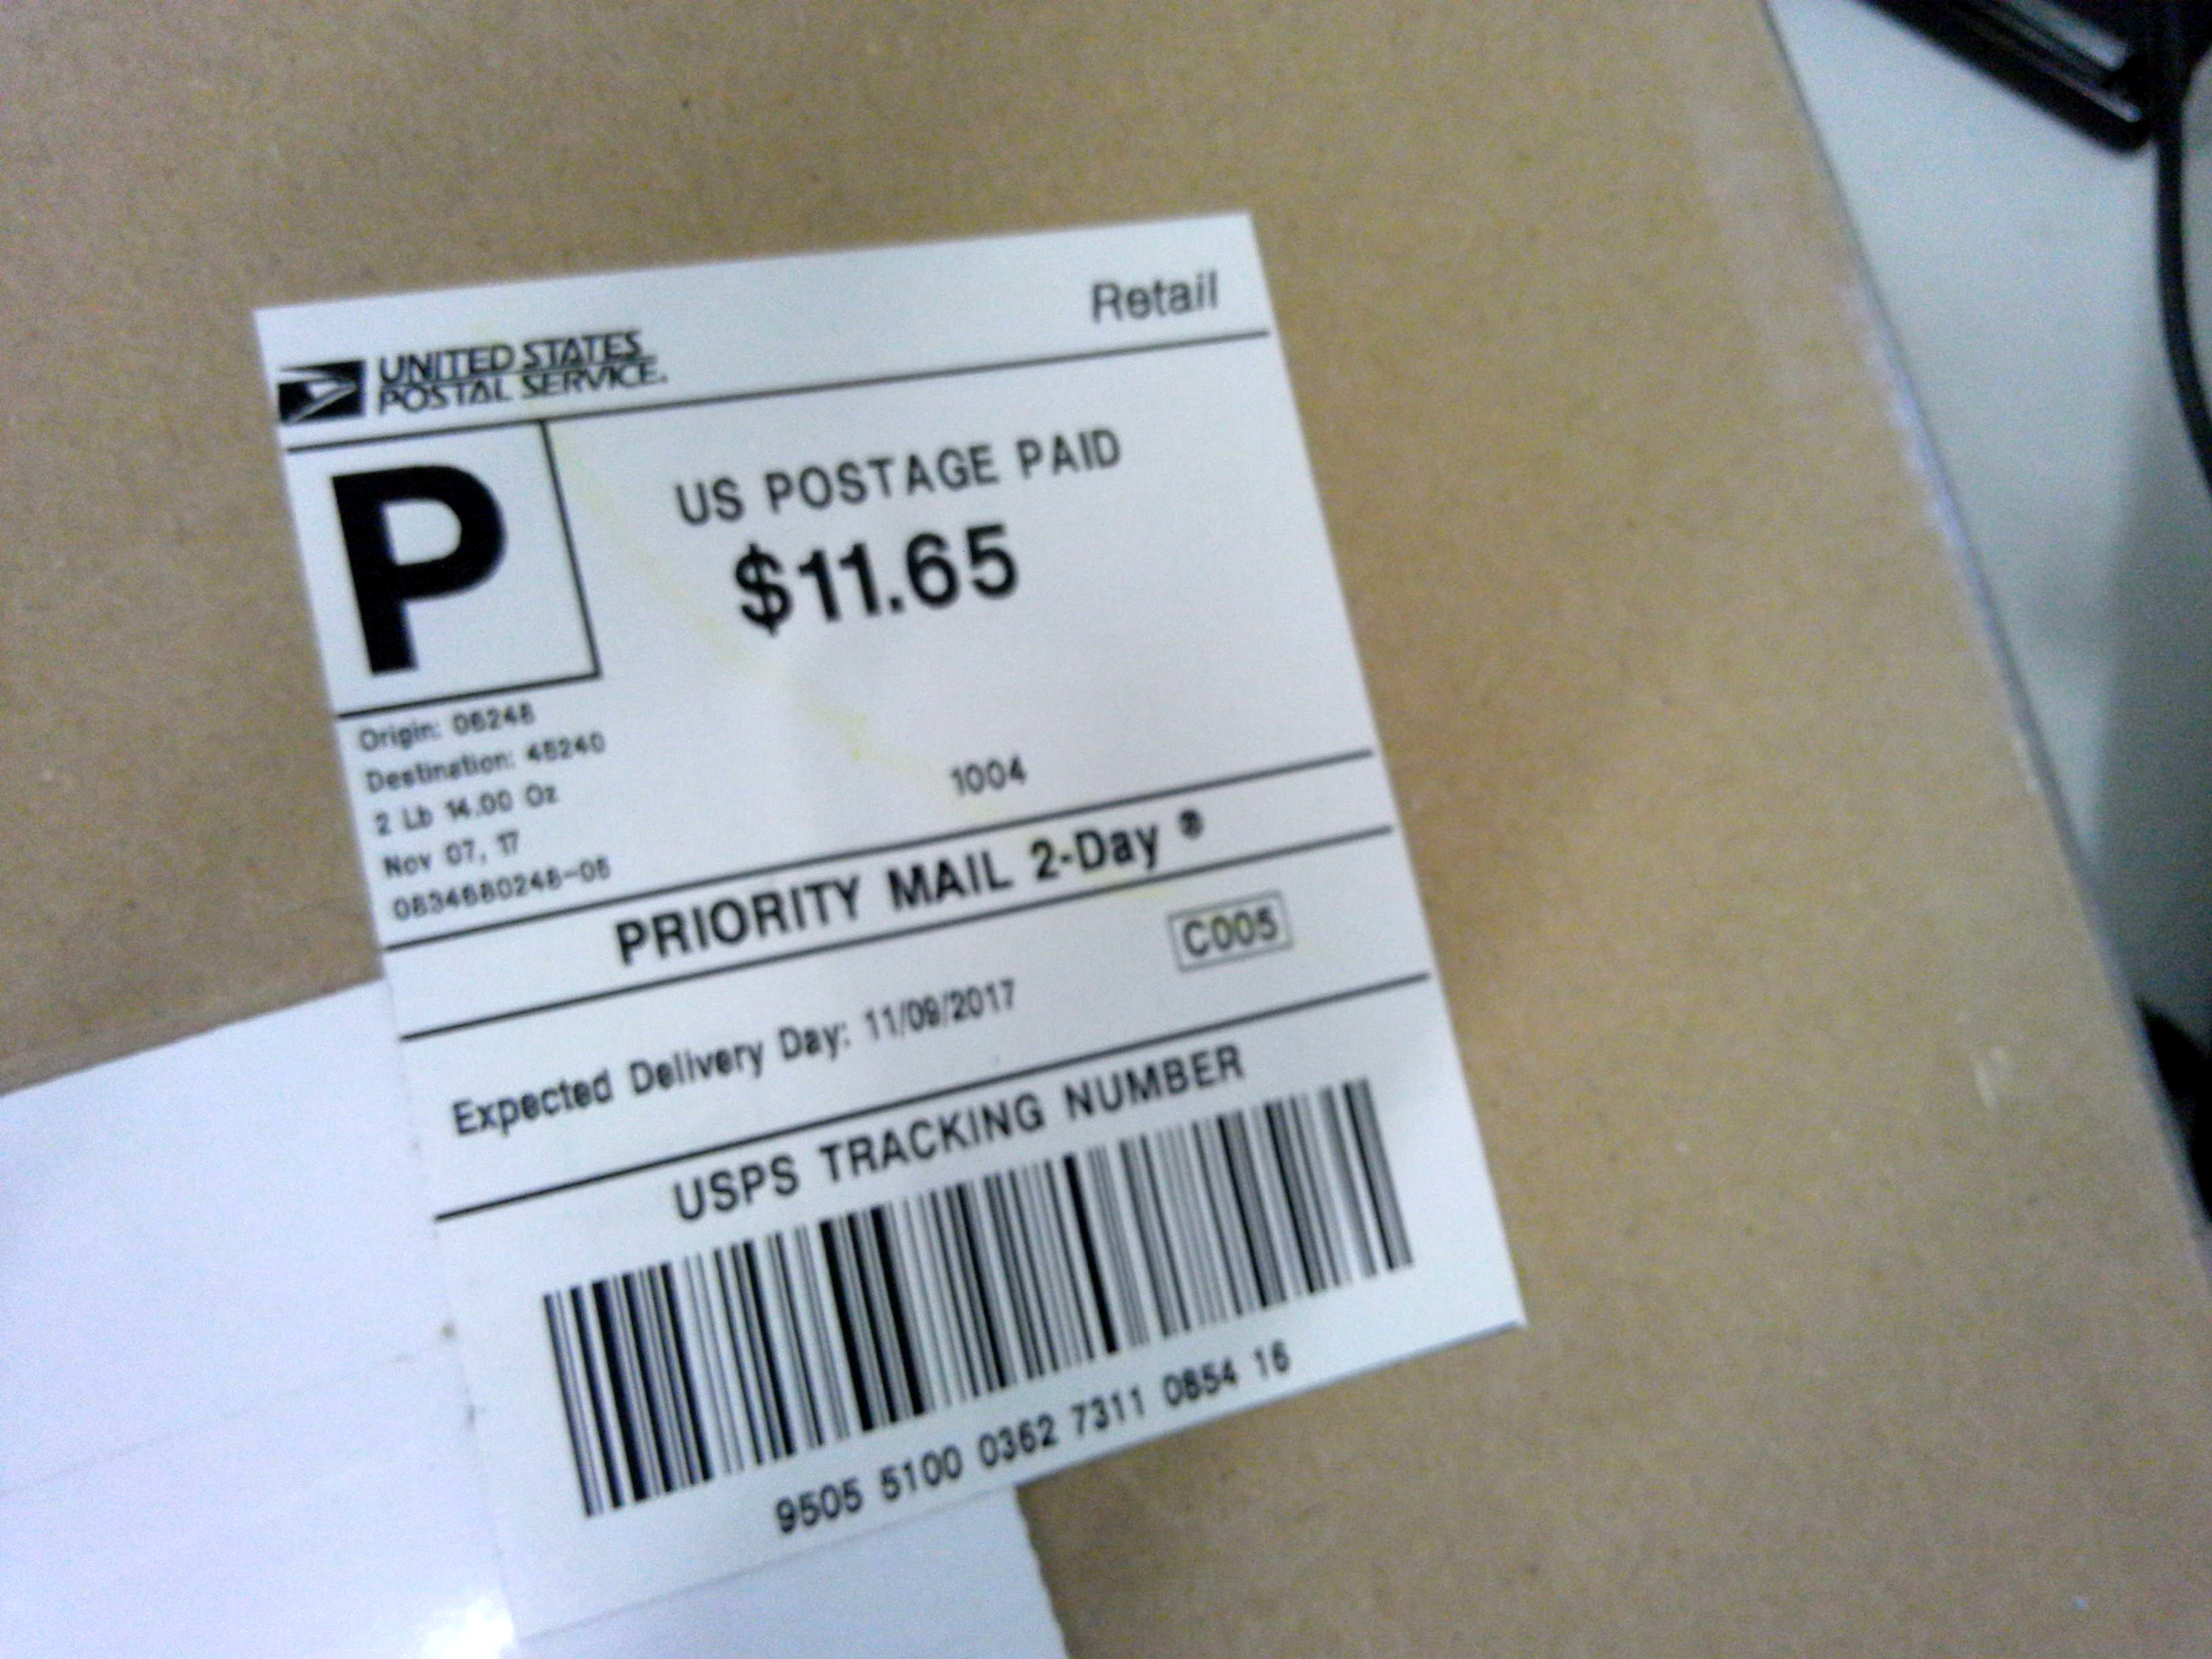 Retail
UNITED STATES
POSTAL SERVICE.
P
US POSTAGE PAID
$11.65
Origin: 06248
Destination: 45240
2 Lb 14.00 Oz
Nov 07, 17
1004
PRIORITY MAIL 2-Day ®
C005
Expected Delivery Day: 11/09/2017
USPS TRACKING NUMBER
9505 5100 0362 7311 0854 16